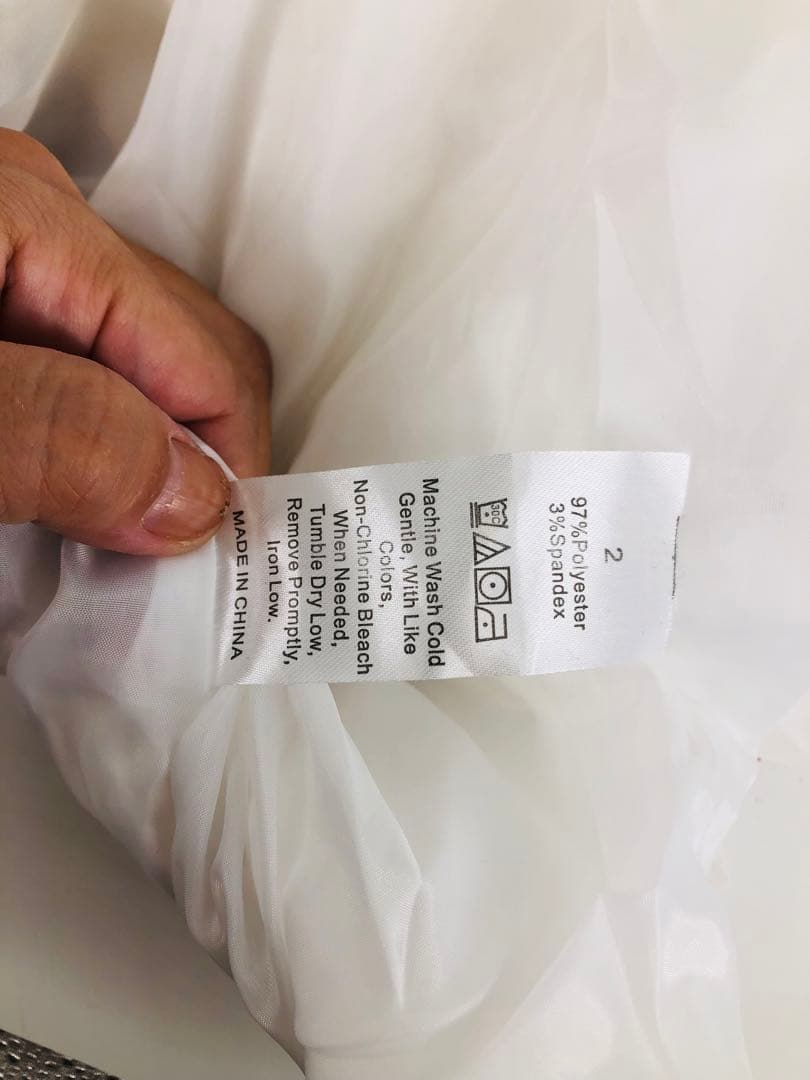 2
97%Polyester
3%Spandex
30C
Machine Wash Cold
Gentle, With Like
Colors,
Non-Chlorine Bleach
When Needed,
Tumble Dry Low,
Remove Promptly,
Iron Low.
MADE IN CHINA